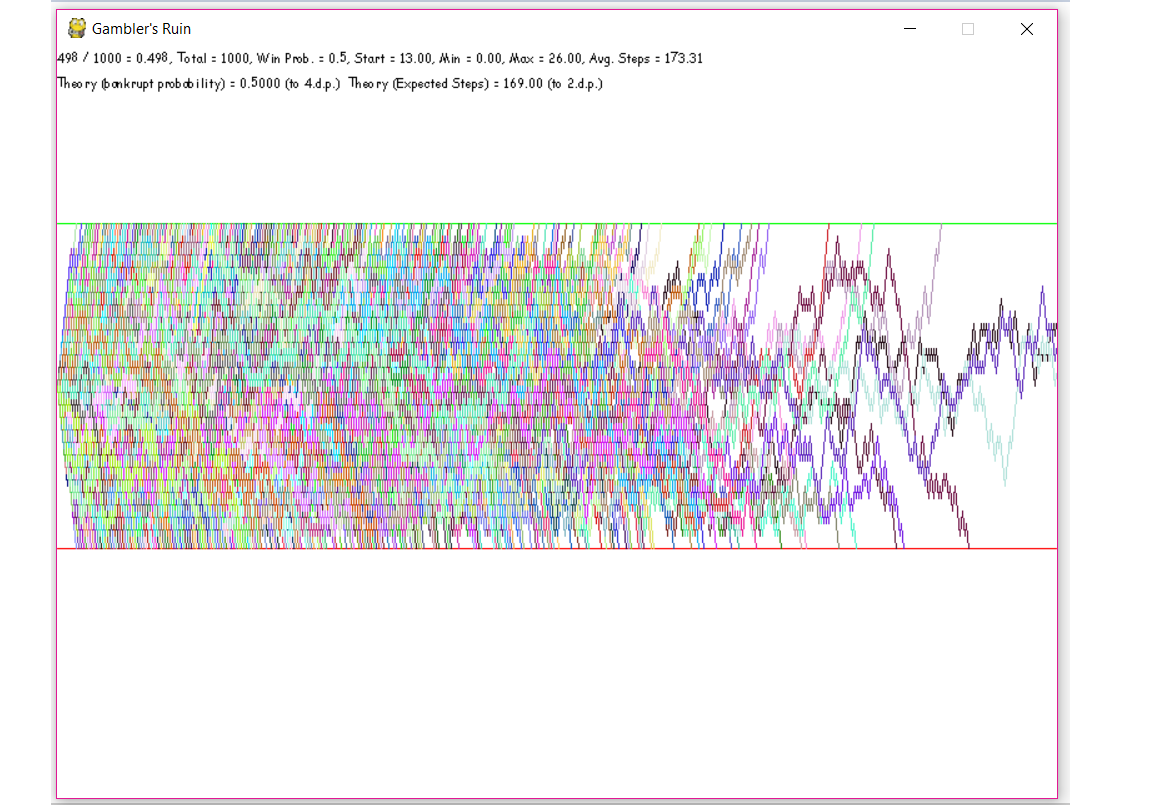 Gambler's Ruin
498 / 1000 = 0.498, Total = 1000, Win Prob. = 0.5, Start = 13.00, Min = 0.00, Max = 26.00, Avg. Steps = 173.31
Theory (bankrupt probability) = 0.5000 (to 4.d.p.)  Theory (Expected Steps) = 169.00 (to 2.d.p.)